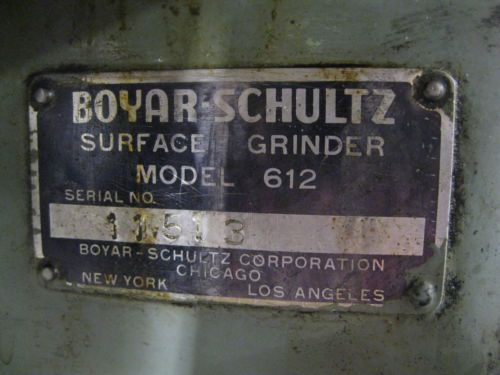 BOYAR-SCHULTZ
SURFACE GRINDER
MODEL 612
SERIAL NO.
11513
BOYAR-SCHULTZ CORPORATION
CHICAGO
NEW YORK LOS ANGELES